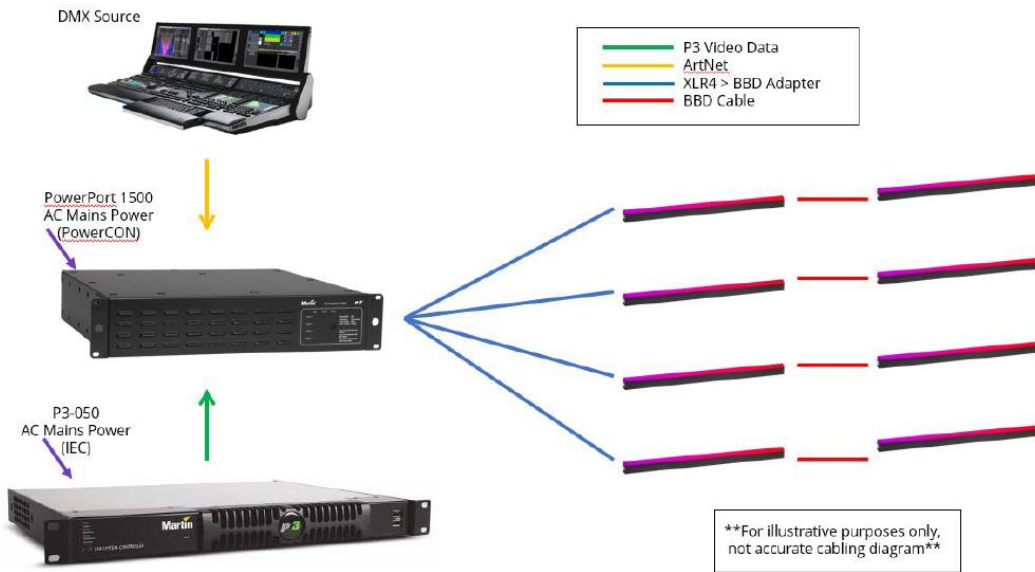 DMX Source
P3 Video Data
ArtNet
XLR4 > BBD Adapter
BBD Cable
PowerPort 1500
AC Mains Power
(PowerCON)
Martin
P3-050
AC Mains Power
(IEC)
Martin
P3
**For illustrative purposes only,
not accurate cabling diagram**